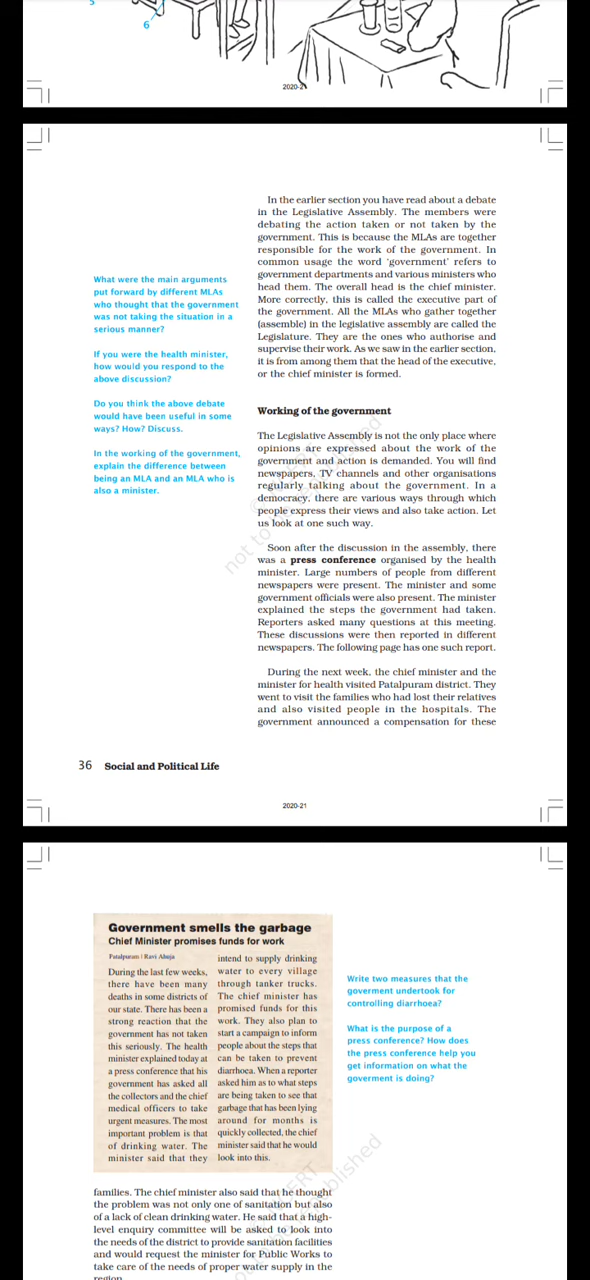 5
6
2020-21
In the earlier section you have read about a debate
in the Legislative Assembly. The members were
debating the action taken or not taken by the
government. This is because the MLAs are together
responsible for the work of the government. In
common usage the word 'government' refers to
government departments and various ministers who
head them. The overall head is the chief minister.
More correctly, this is called the executive part of
the government. All the MLAs who gather together
(assemble) in the legislative assembly are called the
Legislature. They are the ones who authorise and
supervise their work. As we saw in the earlier section,
it is from among them that the head of the executive,
or the chief minister is formed.
What were the main arguments
put forward by different MLAs
who thought that the government
was not taking the situation in a
serious manner?
If you were the health minister,
how would you respond to the
above discussion?
Do you think the above debate
would have been useful in some
ways? How? Discuss.
In the working of the government,
explain the difference between
being an MLA and an MLA who is
also a minister.
Working of the government
The Legislative Assembly is not the only place where
opinions are expressed about the work of the
government and action is demanded. You will find
newspapers, TV channels and other organisations
regularly talking about the government. In a
democracy, there are various ways through which
people express their views and also take action. Let
us look at one such way.
Soon after the discussion in the assembly, there
was a press conference organised by the health
minister. Large numbers of people from different
newspapers were present. The minister and some
government officials were also present. The minister
explained the steps the government had taken.
Reporters asked many questions at this meeting.
These discussions were then reported in different
newspapers. The following page has one such report.
During the next week, the chief minister and the
minister for health visited Patalpuram district. They
went to visit the families who had lost their relatives
and also visited people in the hospitals. The
government announced a compensation for these
not to be published
36 Social and Political Life
2020-21
Government smells the garbage
Chief Minister promises funds for work
Patalpuram | Ravi Ahuja
During the last few weeks,
there have been many
deaths in some districts of
our state. There has been a
strong reaction that the
government has not taken
this seriously. The health
minister explained today at
a press conference that his
government has asked all
the collectors and the chief
medical officers to take
urgent measures. The most
important problem is that
of drinking water. The
minister said that they
intend to supply drinking
water to every village
through tanker trucks.
The chief minister has
promised funds for this
work. They also plan to
start a campaign to inform
people about the steps that
can be taken to prevent
diarrhoea. When a reporter
asked him as to what steps
are being taken to see that
garbage that has been lying
around for months is
quickly collected, the chief
minister said that he would
look into this.
Write two measures that the
goverment undertook for
controlling diarrhoea?
What is the purpose of a
press conference? How does
the press conference help you
get information on what the
goverment is doing?
families. The chief minister also said that he thought
the problem was not only one of sanitation but also
of a lack of clean drinking water. He said that a high-
level enquiry committee will be asked to look into
the needs of the district to provide sanitation facilities
and would request the minister for Public Works to
take care of the needs of proper water supply in the
region.